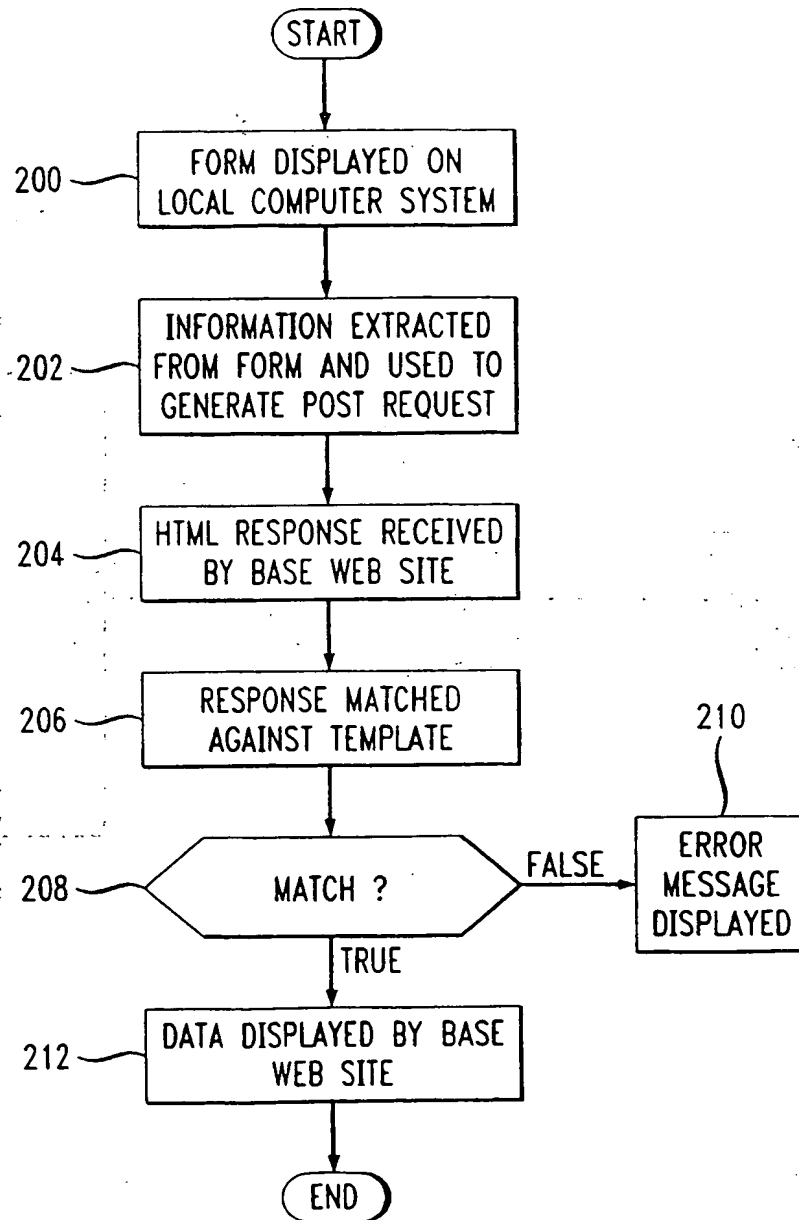 START
200
FORM DISPLAYED ON
LOCAL COMPUTER SYSTEM
202
INFORMATION EXTRACTED
FROM FORM AND USED TO
GENERATE POST REQUEST
204
HTML RESPONSE RECEIVED
BY BASE WEB SITE
206
RESPONSE MATCHED
AGAINST TEMPLATE
208
MATCH ?
FALSE
210
ERROR
MESSAGE
DISPLAYED
TRUE
212
DATA DISPLAYED BY BASE
WEB SITE
END